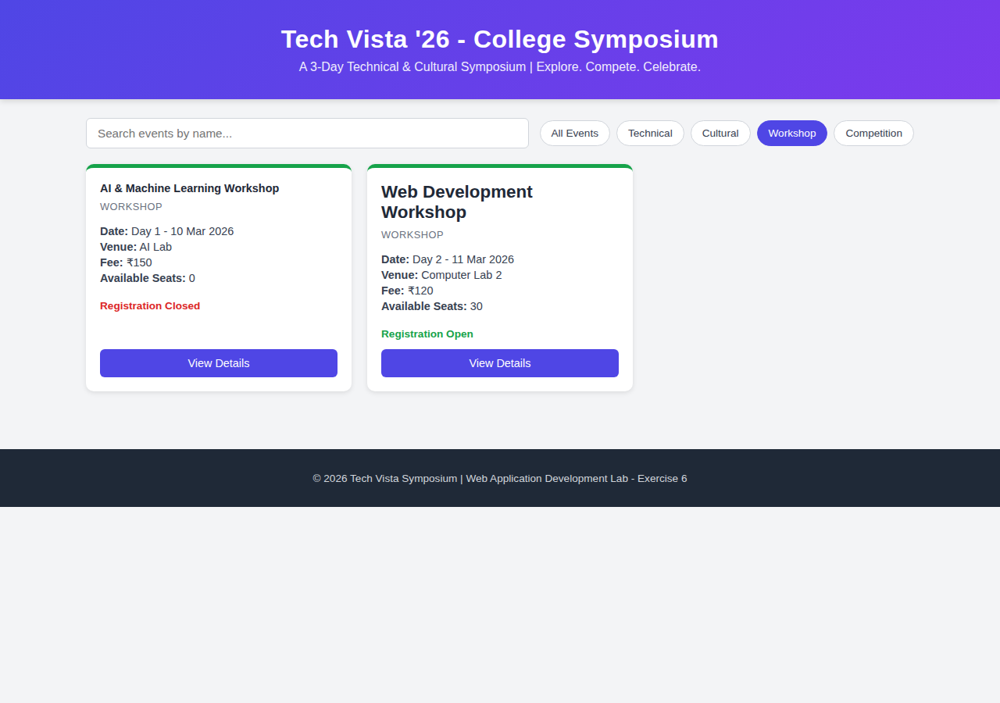 Tech Vista '26 - College Symposium
A 3-Day Technical & Cultural Symposium | Explore. Compete. Celebrate.
Search events by name...
All Events
Technical
Cultural
Workshop
Competition
AI & Machine Learning Workshop
WORKSHOP
Date: Day 1 - 10 Mar 2026
Venue: AI Lab
Fee: ₹150
Available Seats: 0
Registration Closed
View Details
Web Development
Workshop
WORKSHOP
Date: Day 2 - 11 Mar 2026
Venue: Computer Lab 2
Fee: ₹120
Available Seats: 30
Registration Open
View Details
© 2026 Tech Vista Symposium | Web Application Development Lab - Exercise 6